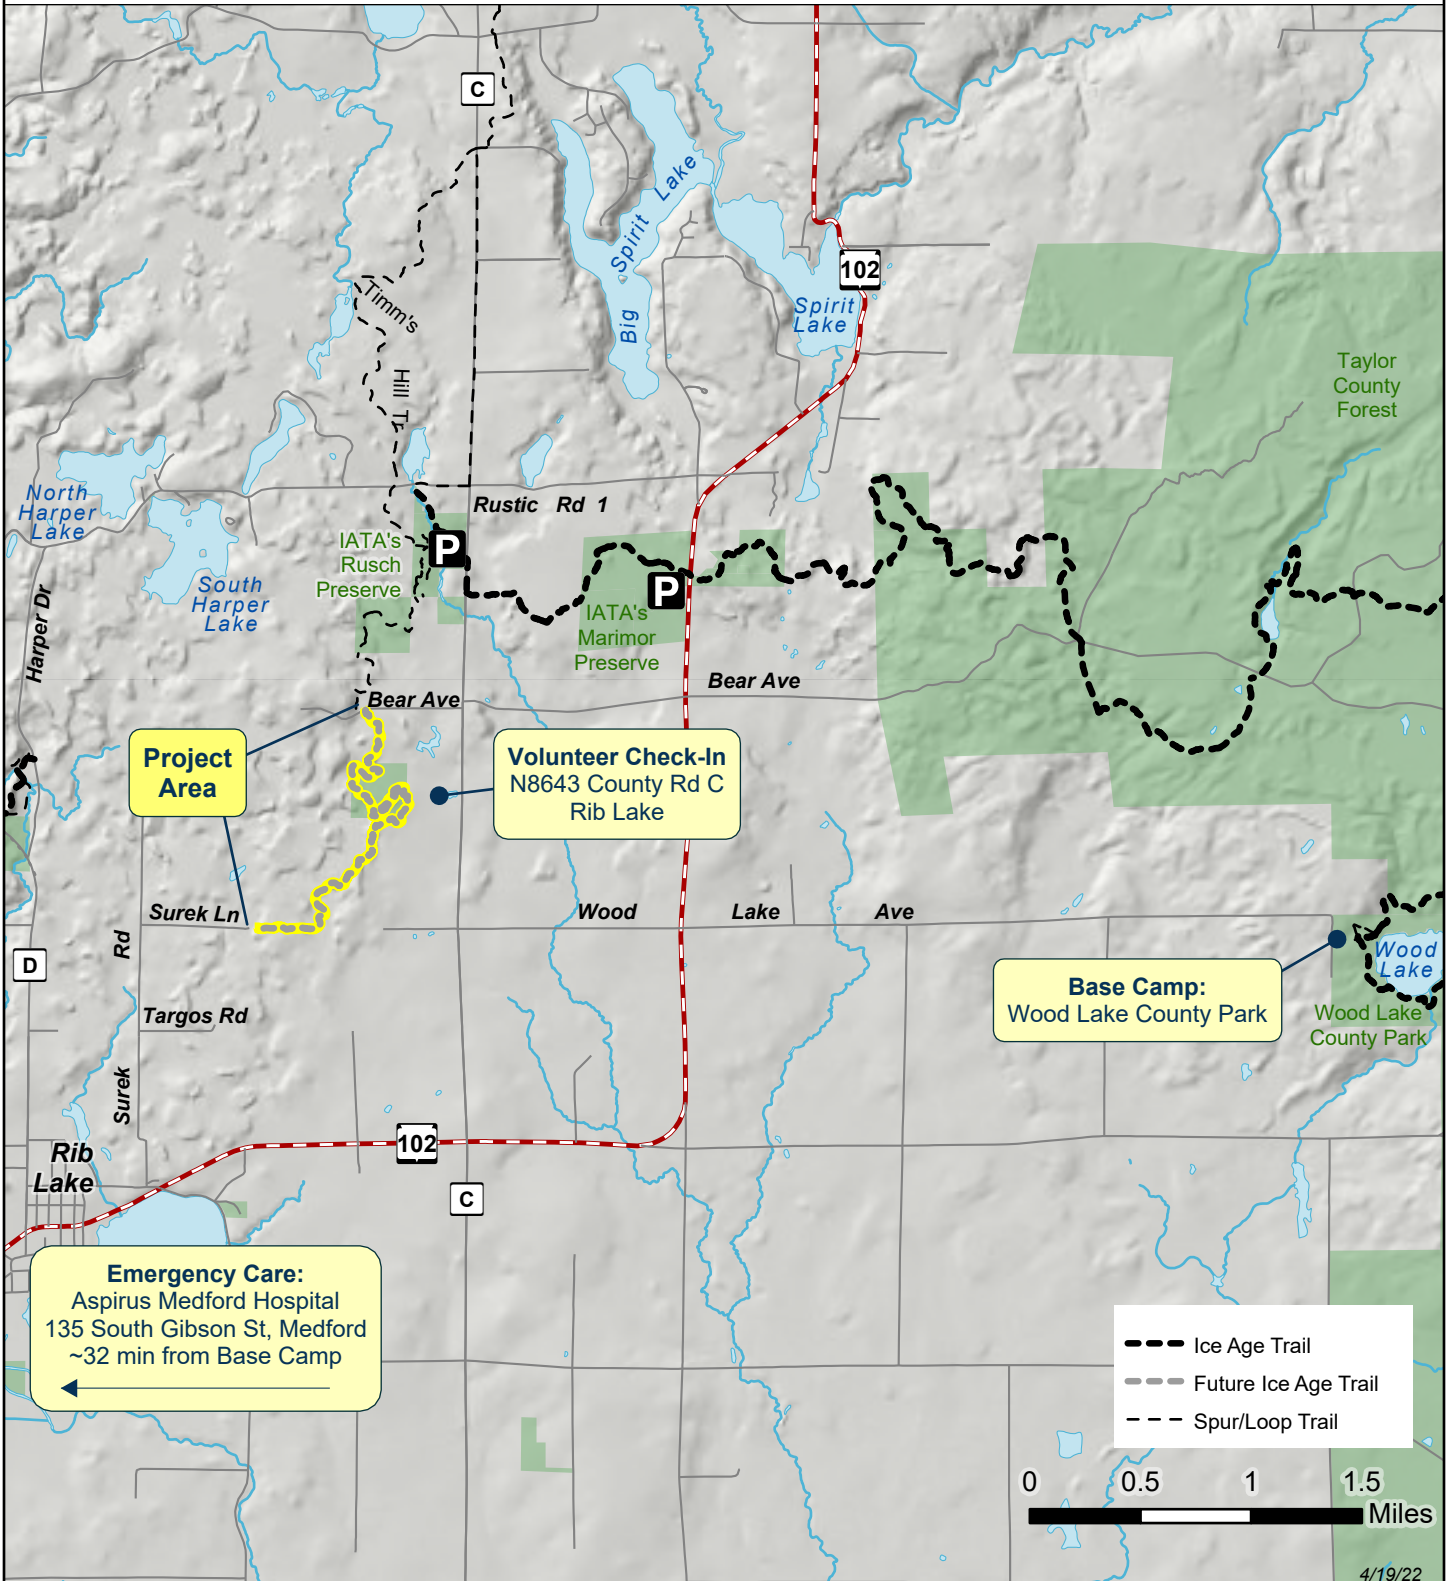 C
Big Spirit Lake
102
Spirit
Lake
Timm's
Hill Tr
Taylor
County
Forest
North
Harper
Lake
Rustic Rd 1
P
IATA's
Rusch
Preserve
South
Harper
Lake
P
IATA's
Marimor
Preserve
Harper Dr
Bear Ave
Bear Ave
Project
Area
Volunteer Check-In
N8643 County Rd C
Rib Lake
Surek Ln
Wood Lake Ave
D
Surek Rd
Targos Rd
Base Camp:
Wood Lake County Park
Wood
Lake
Wood Lake
County Park
102
Rib
Lake
C
Emergency Care:
Aspirus Medford Hospital
135 South Gibson St, Medford
~32 min from Base Camp
Ice Age Trail
Future Ice Age Trail
Spur/Loop Trail
0 0.5 1 1.5
Miles
4/19/22